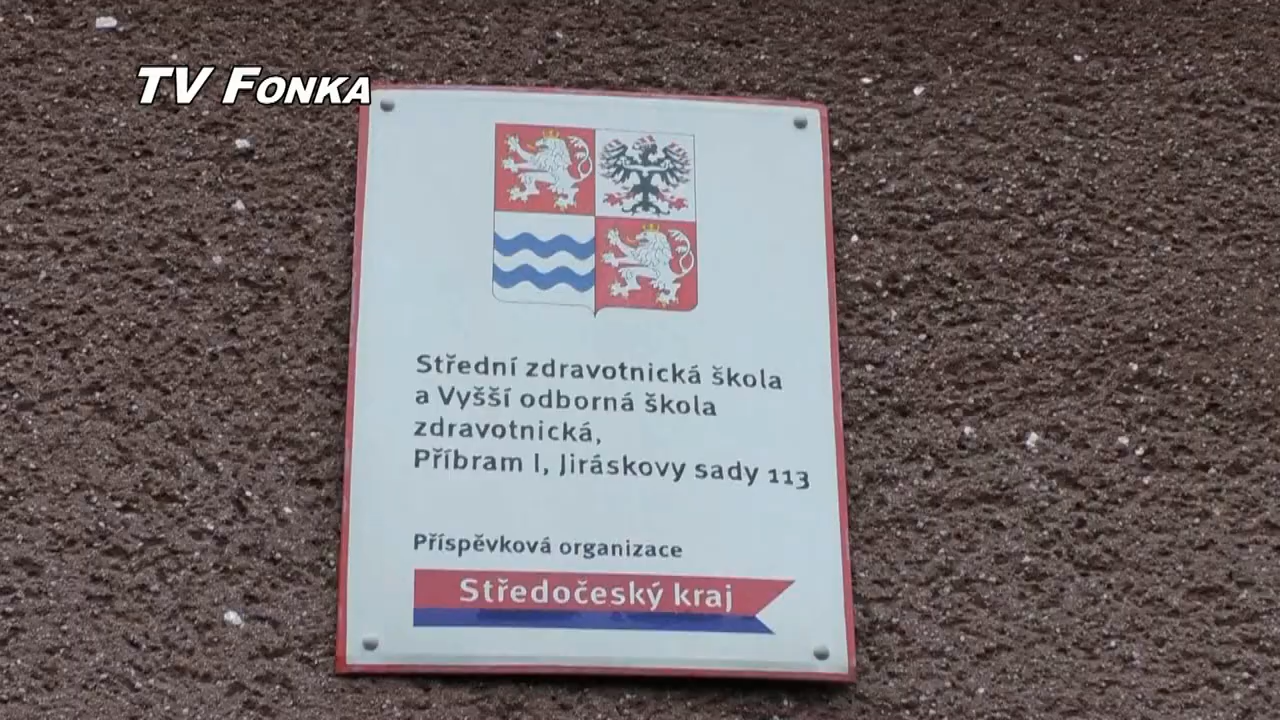 TV FONKA
Střední zdravotnická škola
a Vyšší odborná škola
zdravotnická,
Příbram I, Jiráskovy sady 113
Příspěvková organizace
Středočeský kraj